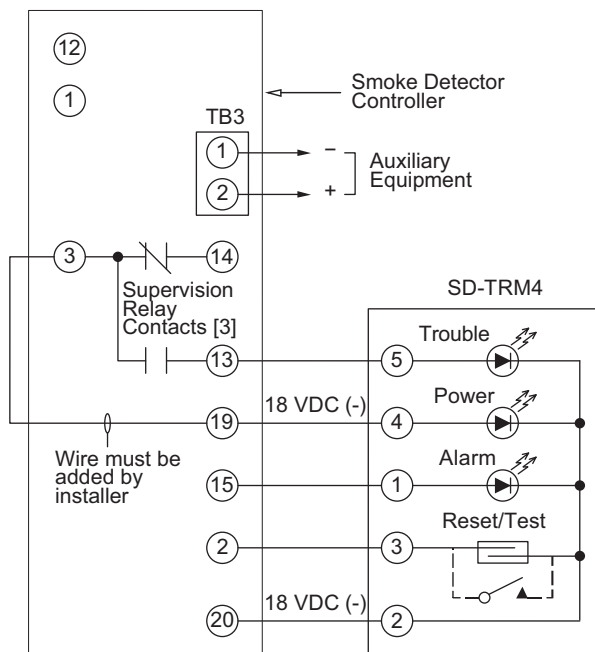 12
1
Smoke Detector
Controller
TB3
1
−
2
+
Auxiliary
Equipment
3
14
Supervision
Relay
Contacts [3]
13
SD-TRM4
5
Trouble
19
18 VDC (-)
4
Power
Wire must be
added by
installer
15
1
Alarm
2
3
Reset/Test
20
18 VDC (-)
2